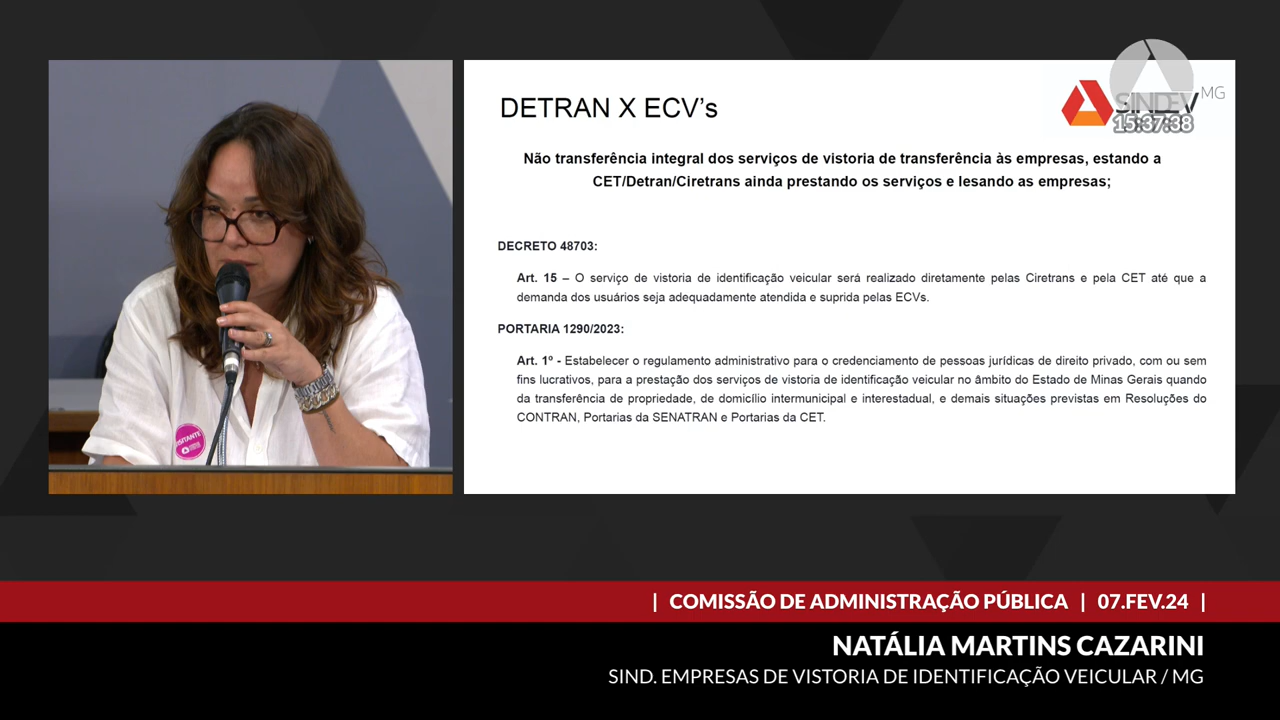 DETRAN X ECV's
SINDEV MG
15:37:38
Não transferência integral dos serviços de vistoria de transferência às empresas, estando a
CET/Detran/Ciretrans ainda prestando os serviços e lesando as empresas;
DECRETO 48703:
Art. 15 – O serviço de vistoria de identificação veicular será realizado diretamente pelas Ciretrans e pela CET até que a
demanda dos usuários seja adequadamente atendida e suprida pelas ECVs.
PORTARIA 1290/2023:
Art. 1º - Estabelecer o regulamento administrativo para o credenciamento de pessoas jurídicas de direito privado, com ou sem
fins lucrativos, para a prestação dos serviços de vistoria de identificação veicular no âmbito do Estado de Minas Gerais quando
da transferência de propriedade, de domicílio intermunicipal e interestadual, e demais situações previstas em Resoluções do
CONTRAN, Portarias da SENATRAN e Portarias da CET.
| COMISSÃO DE ADMINISTRAÇÃO PÚBLICA | 07.FEV.24 |
NATÁLIA MARTINS CAZARINI
SIND. EMPRESAS DE VISTORIA DE IDENTIFICAÇÃO VEICULAR / MG